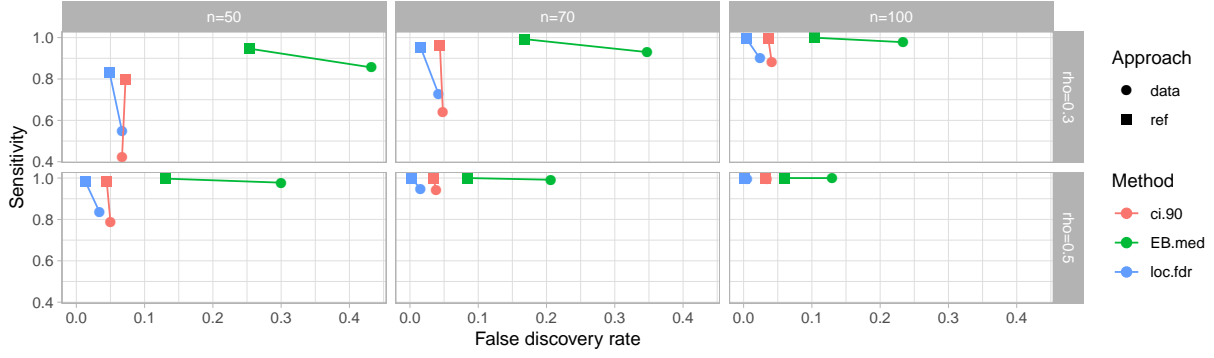 n=50 n=70 n=100
1.0
0.8
0.6
0.4
rho=0.3
1.0
0.8
0.6
0.4
rho=0.5
Sensitivity
0.0 0.1 0.2 0.3 0.4 0.0 0.1 0.2 0.3 0.4 0.0 0.1 0.2 0.3 0.4
False discovery rate
Approach
data
ref
Method
ci.90
EB.med
loc.fdr